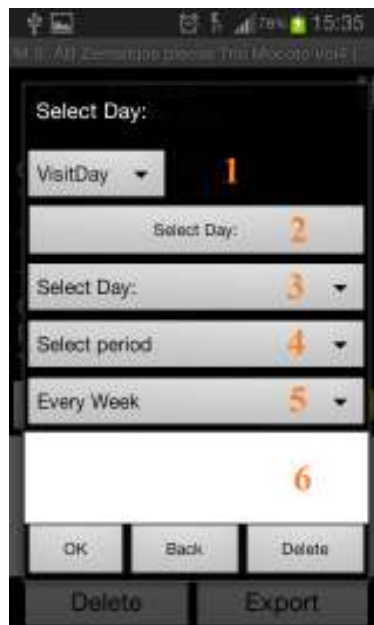 78% 15:35
Select Day:
VisitDay 1
Select Day: 2
Select Day: 3
Select period 4
Every Week 5
6
OK Back Delete
Delete Export